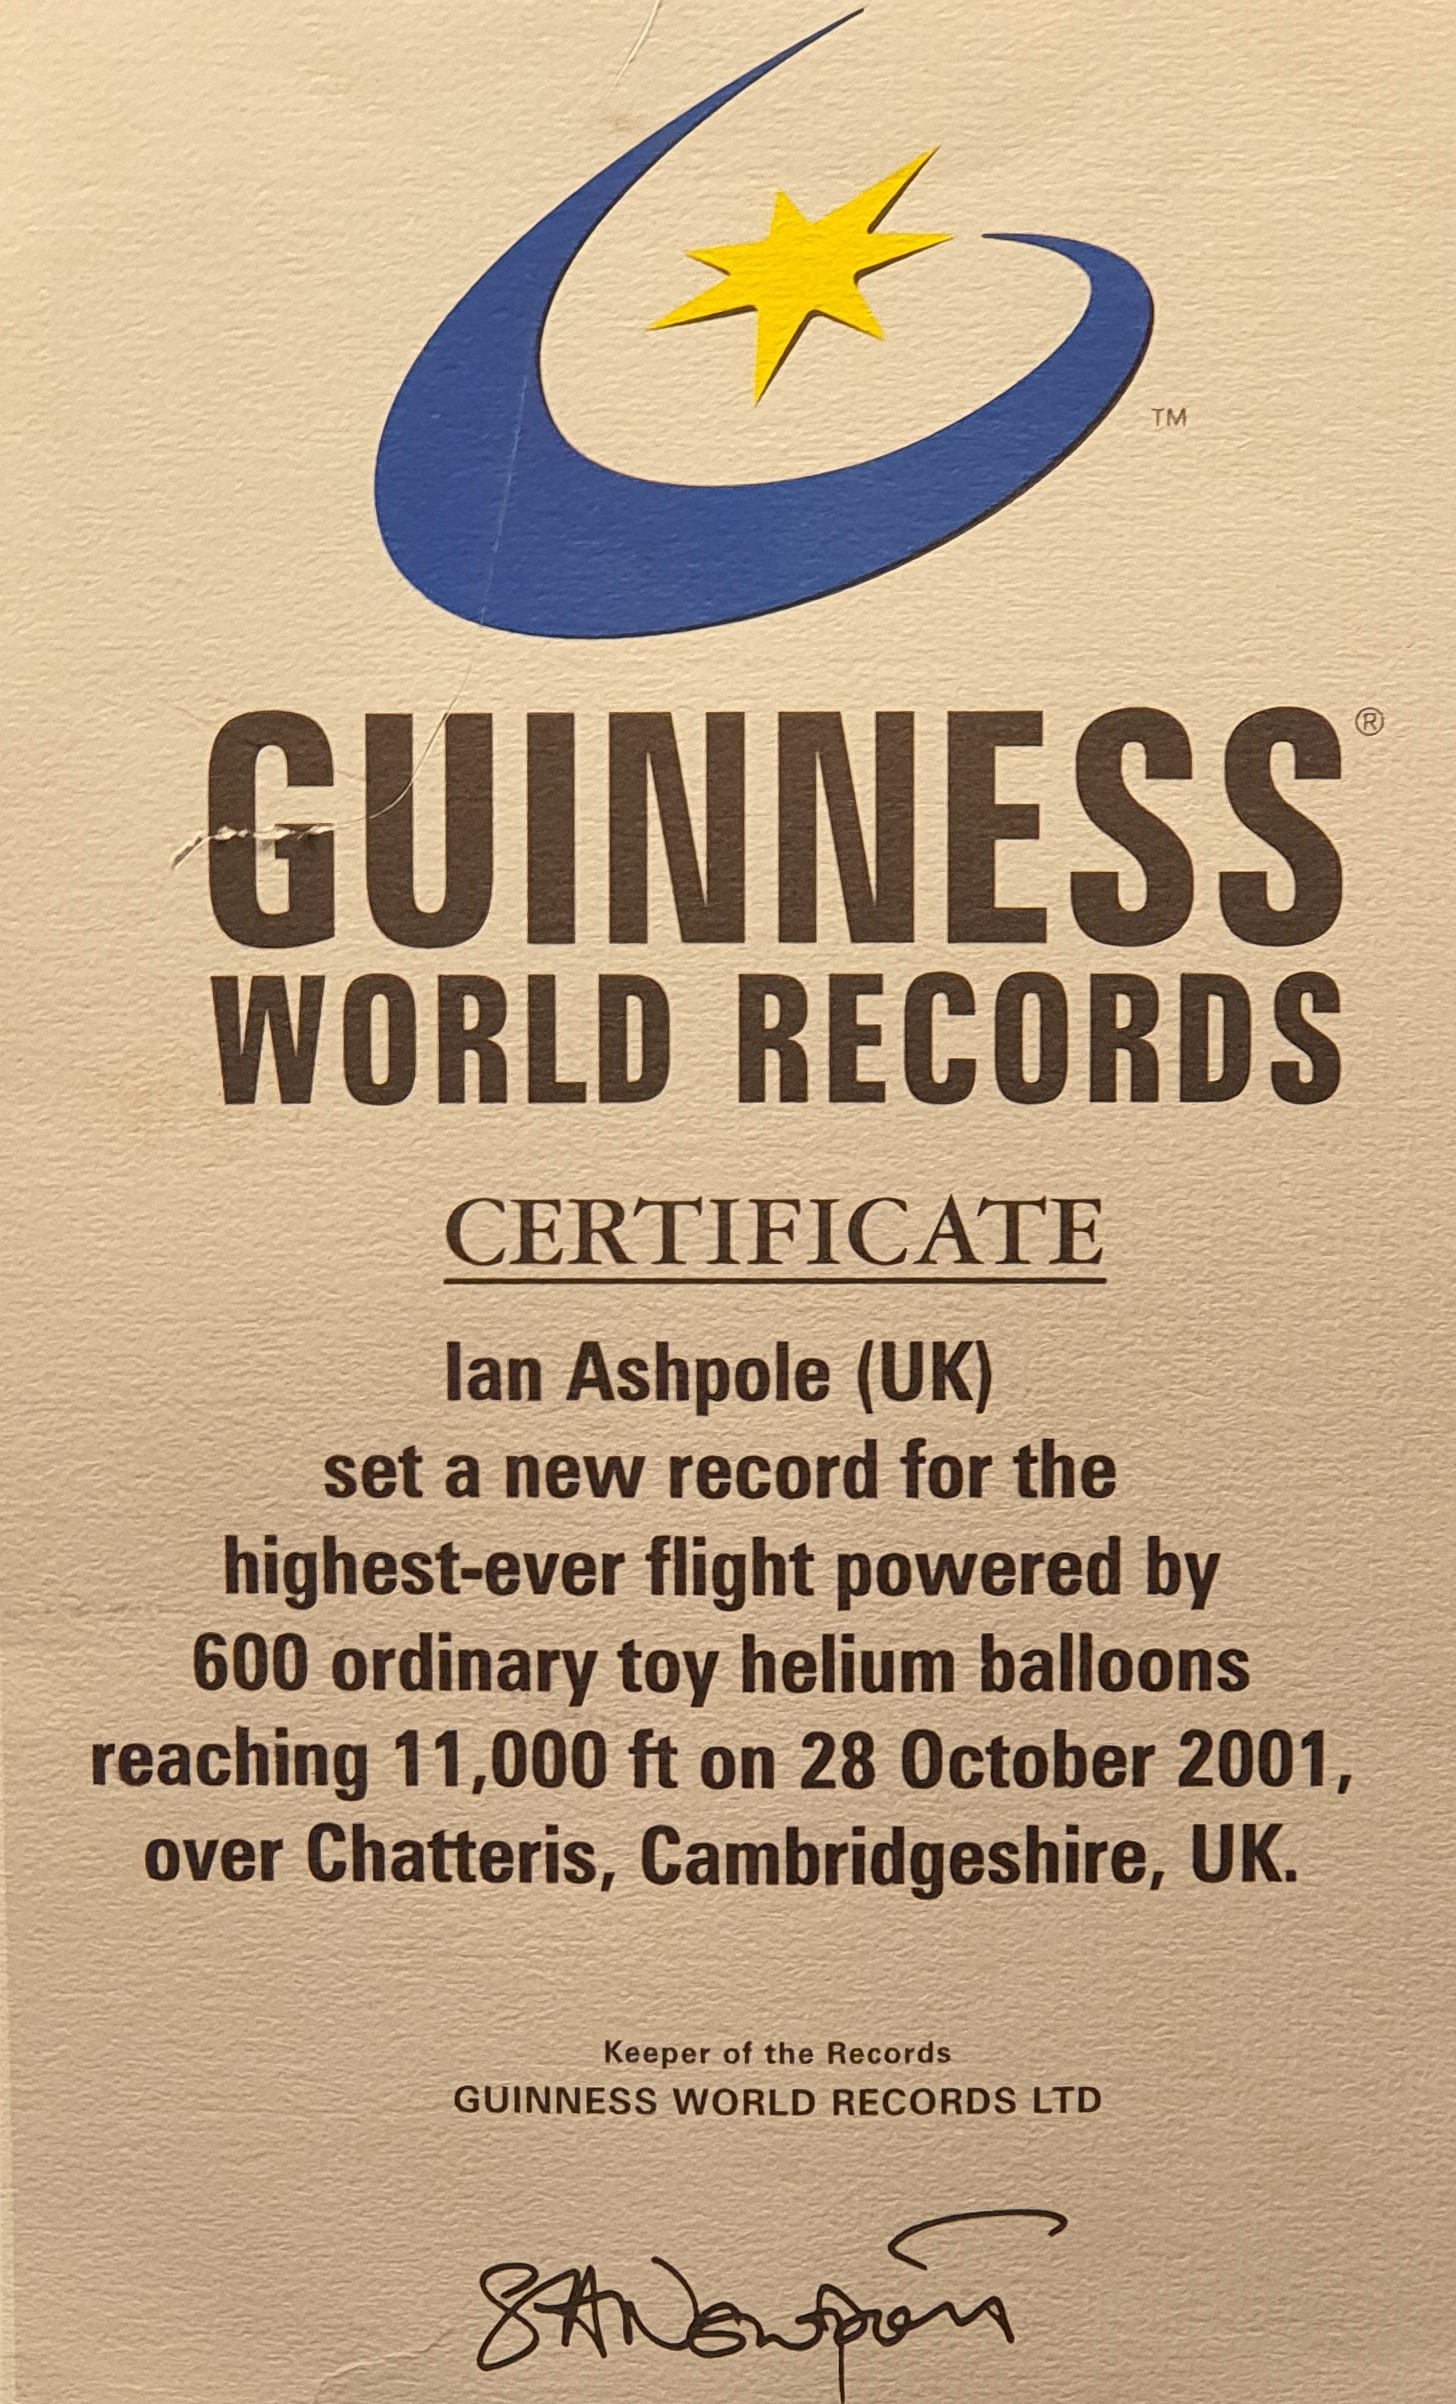 TM
GUINNESS®
WORLD RECORDS
CERTIFICATE
Ian Ashpole (UK)
set a new record for the
highest-ever flight powered by
600 ordinary toy helium balloons
reaching 11,000 ft on 28 October 2001,
over Chatteris, Cambridgeshire, UK.
Keeper of the Records
GUINNESS WORLD RECORDS LTD